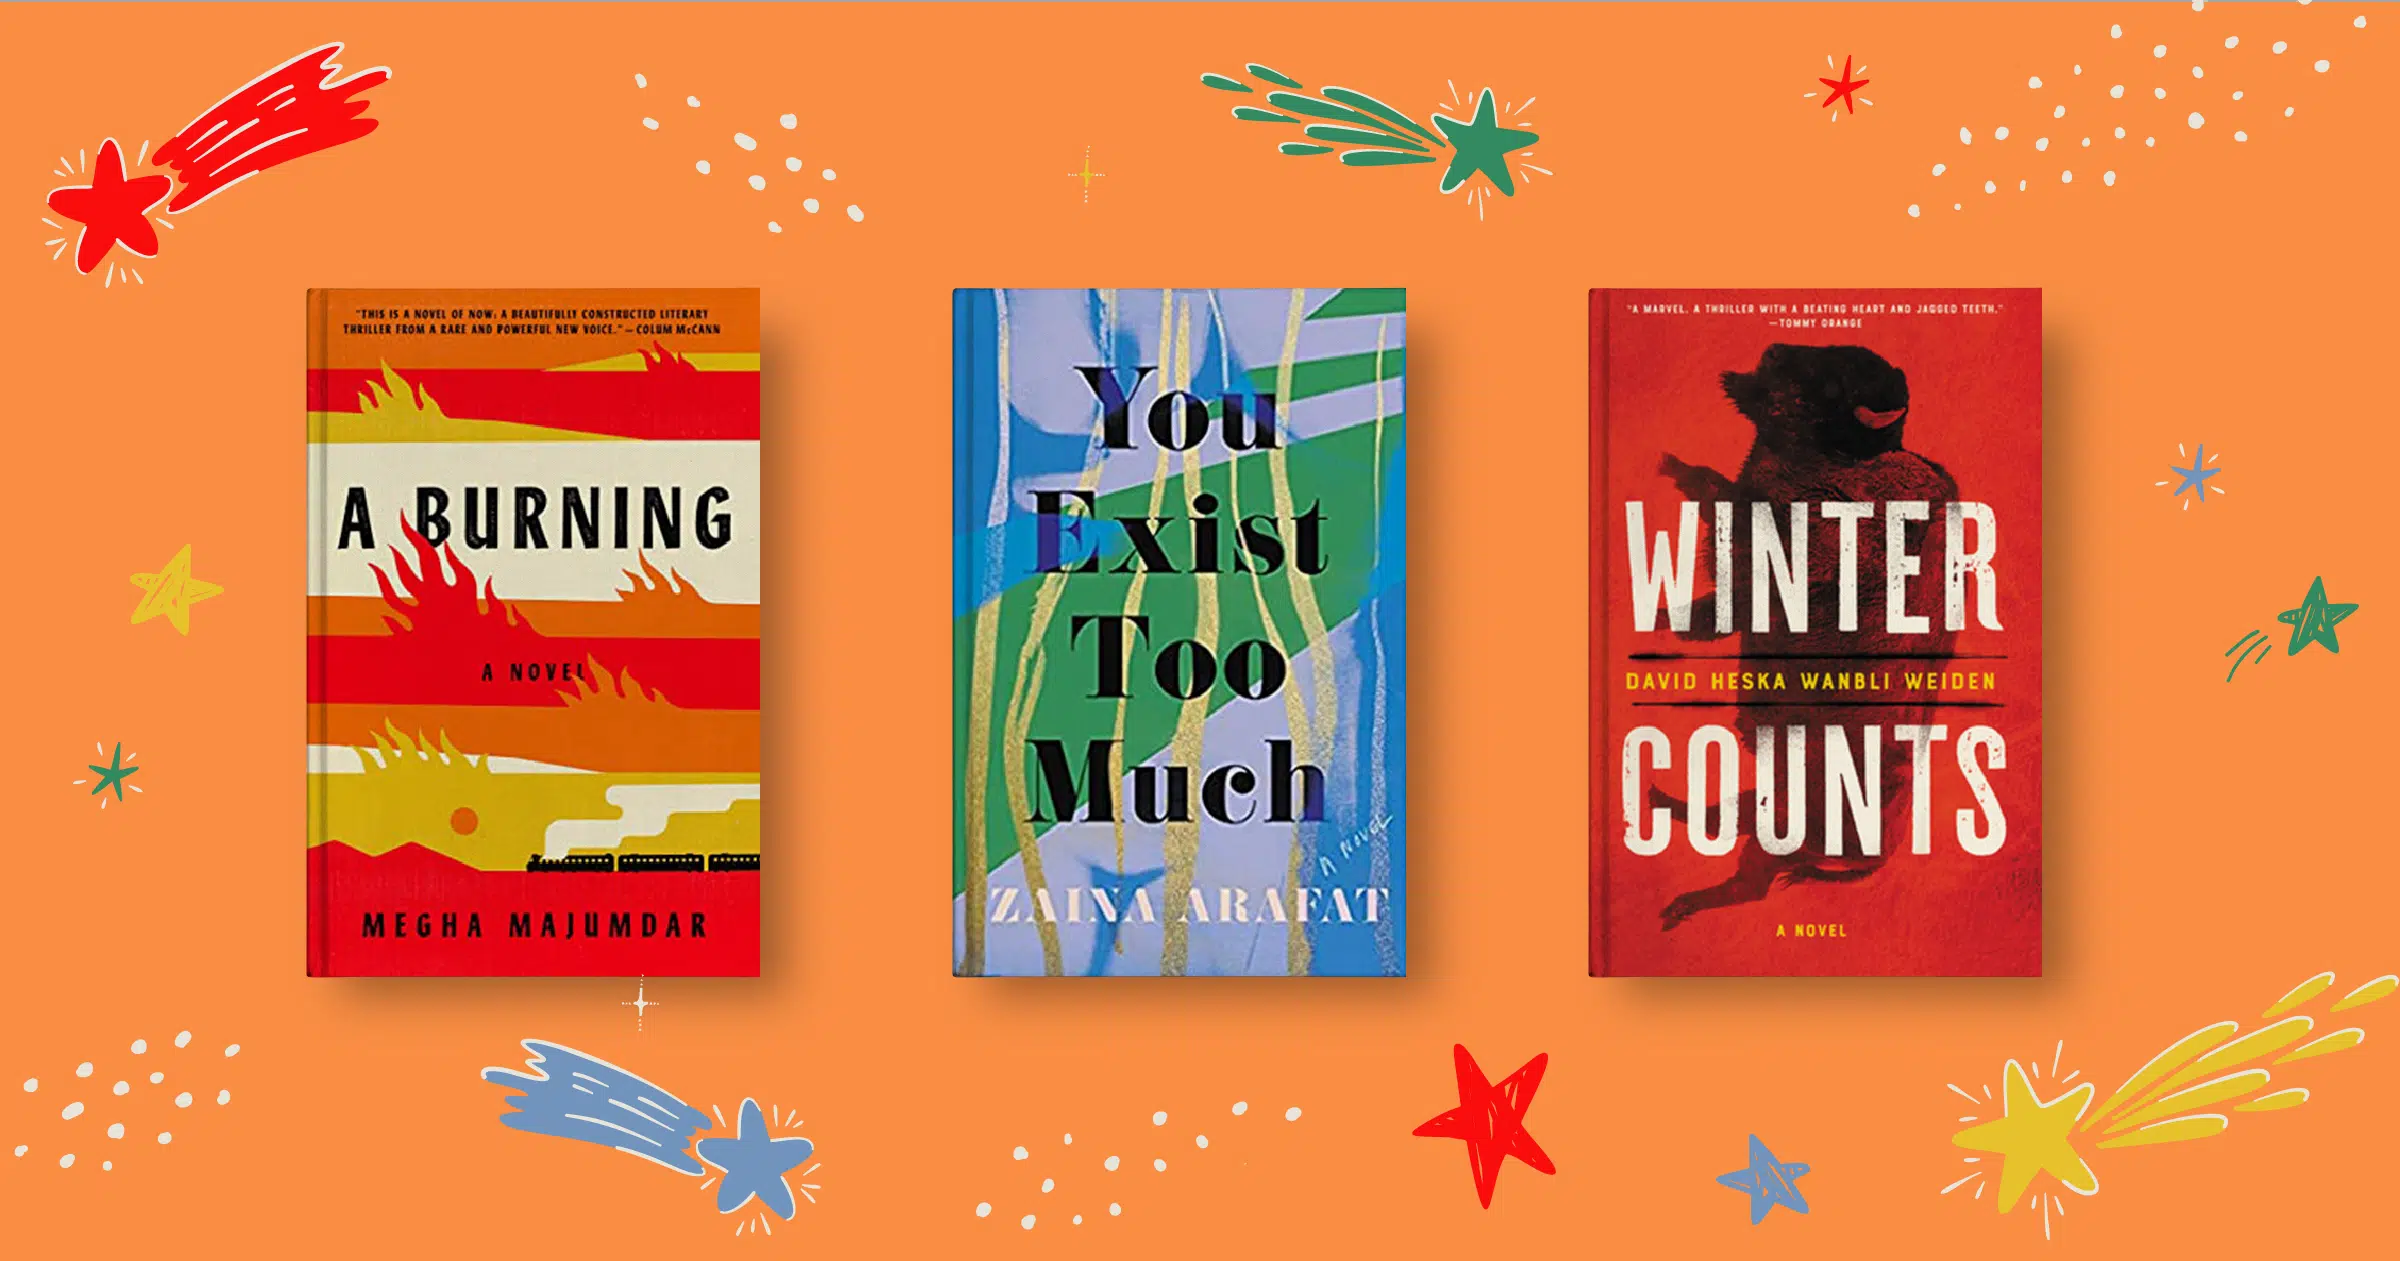 "THIS IS A NOVEL OF NOW: A BEAUTIFULLY CONSTRUCTED LITERARY
THRILLER FROM A RARE AND POWERFUL NEW VOICE." — COLUM McCANN
A BURNING
A NOVEL
MEGHA MAJUMDAR
You
Exist
Too
Much
A NOVEL
ZAINA ARAFAT
"A MARVEL. A THRILLER WITH A BEATING HEART AND JAGGED TEETH."
—TOMMY ORANGE
WINTER
DAVID HESKA WANBLI WEIDEN
COUNTS
A NOVEL